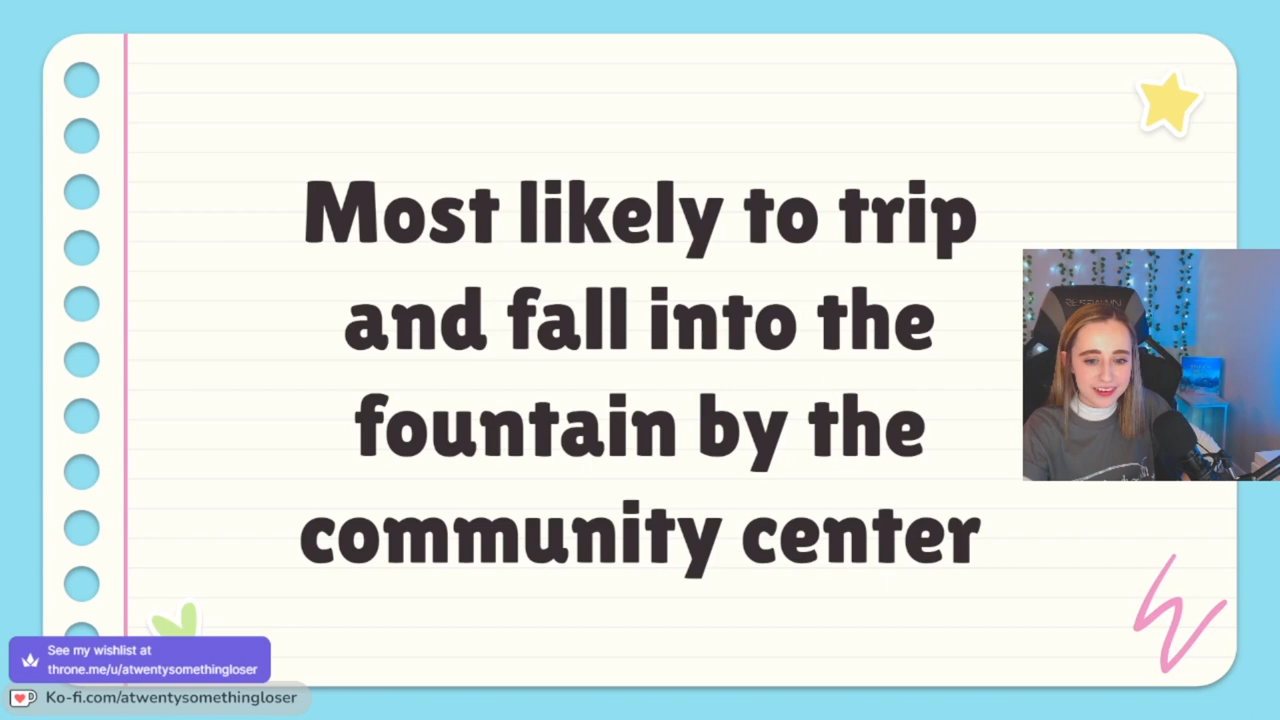 Most likely to trip
and fall into the
fountain by the
community center
See my wishlist at
throne.me/u/atwentysomethingloser
Ko-fi.com/atwentysomethingloser